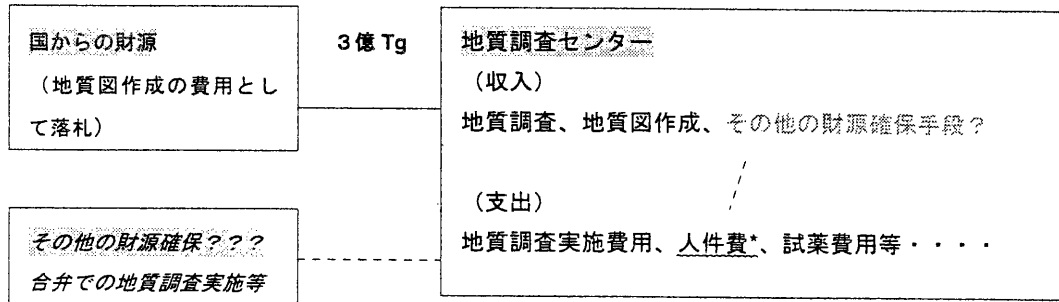 国からの財源
（地質図作成の費用とし
て落札）
3億 Tg
地質調査センター
（収入）
地質調査、地質図作成、その他の財源確保手段？
（支出）
地質調査実施費用、人件費*、試薬費用等・・・・
その他の財源確保？？？
合弁での地質調査実施等